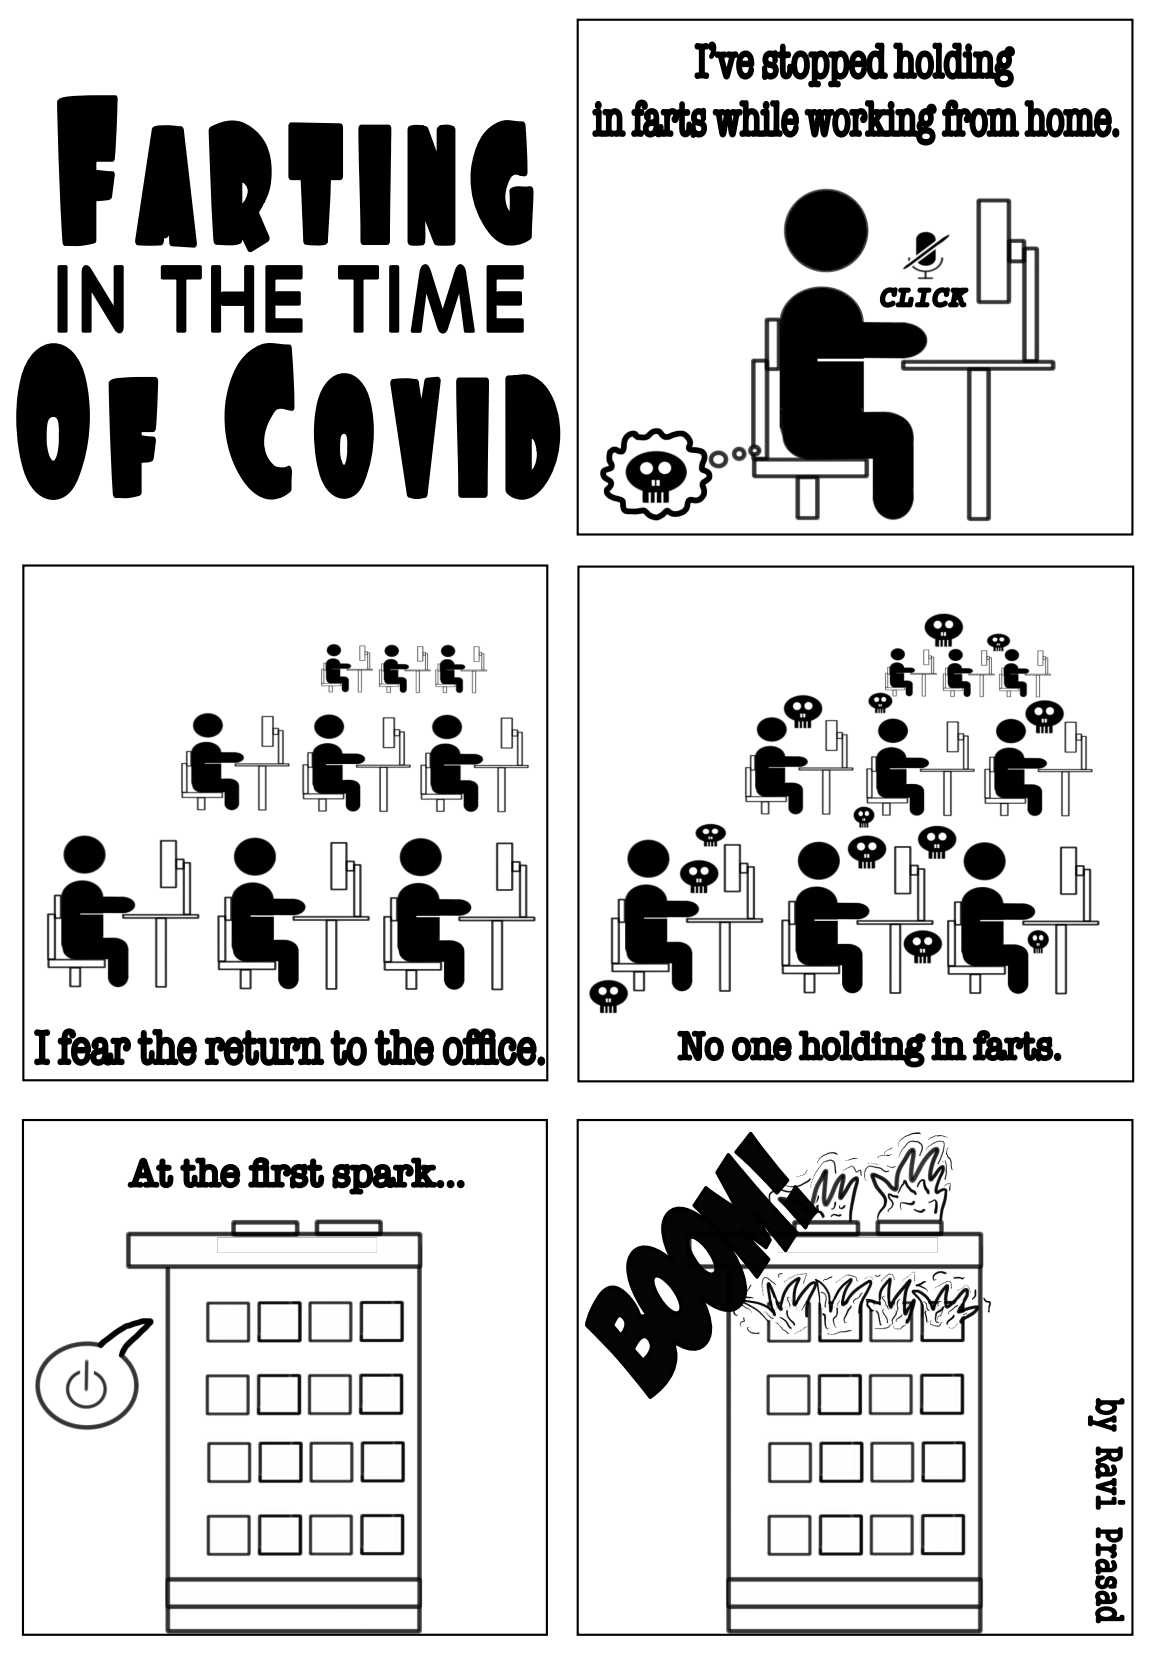 FARTING
IN THE TIME
OF COVID
I've stopped holding
in farts while working from home.
CLICK
I fear the return to the office.
No one holding in farts.
At the first spark...
BOOM!
by Ravi Prasad